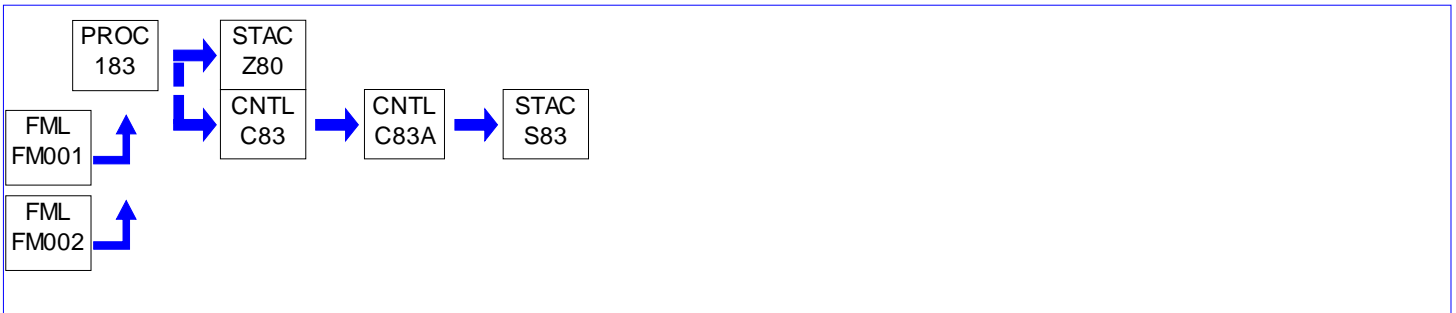 PROC
183
STAC
Z80
CNTL
C83
CNTL
C83A
STAC
S83
FML
FM001
FML
FM002